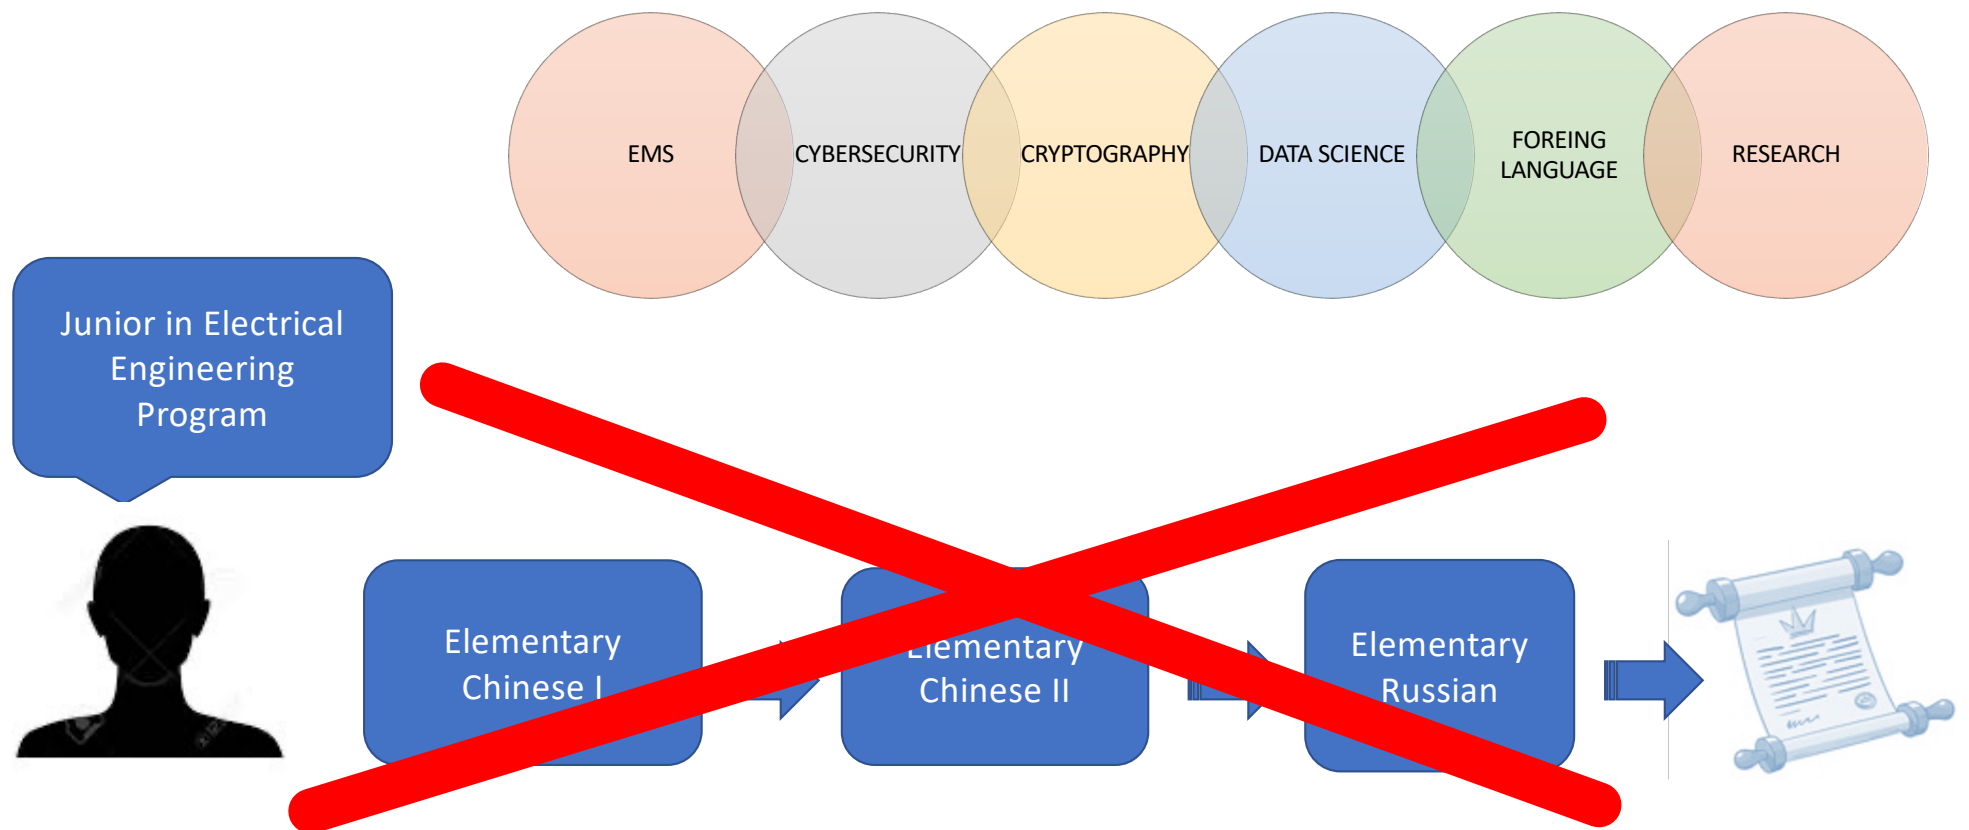 EMS
CYBERSECURITY
CRYPTOGRAPHY
DATA SCIENCE
FOREING
LANGUAGE
RESEARCH
Junior in Electrical
Engineering
Program
Elementary
Chinese I
Elementary
Chinese II
Elementary
Russian